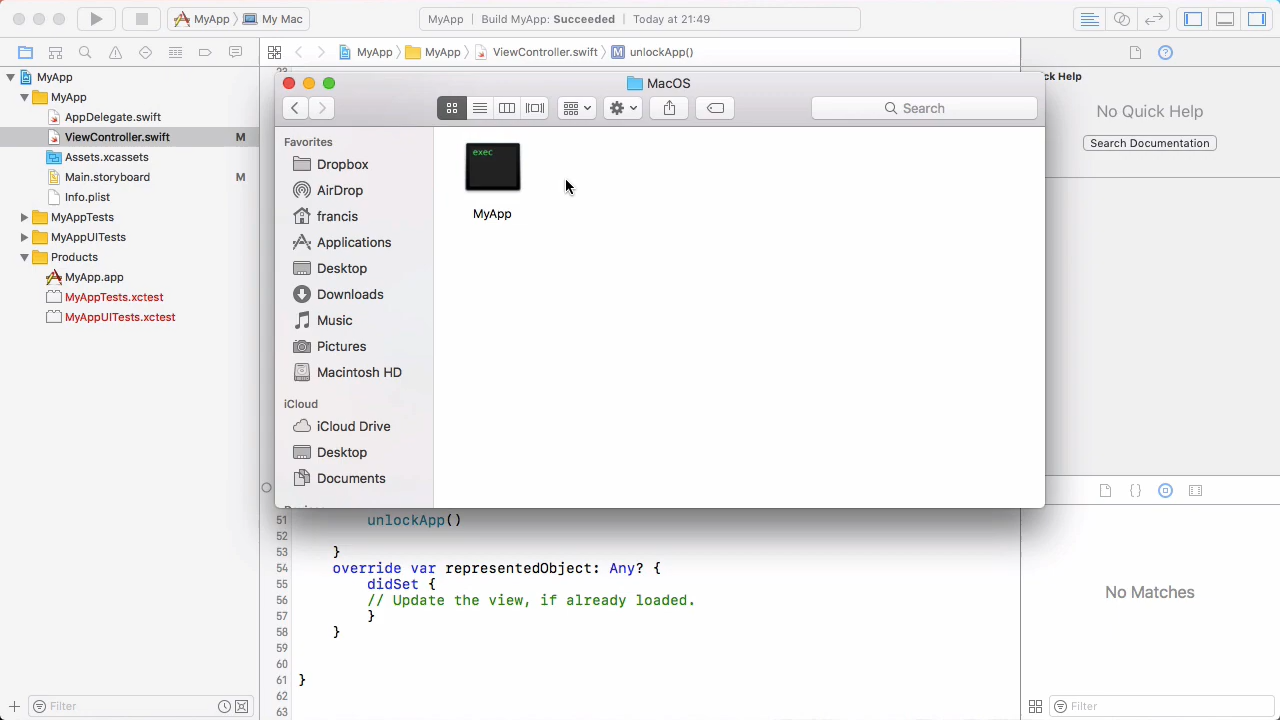 MyApp MyApp My Mac MyApp | Build MyApp: Succeeded | Today at 21:49
MyApp MyApp ViewController.swift M unlockApp()
MyApp
MyApp
AppDelegate.swift
ViewController.swift M
Assets.xcassets
Main.storyboard M
Info.plist
MyAppTests
MyAppUITests
Products
MyApp.app
MyAppTests.xctest
MyAppUITests.xctest
Filter
MacOS
Search
Favorites
Dropbox
AirDrop
francis
Applications
Desktop
Downloads
Music
Pictures
Macintosh HD
iCloud
iCloud Drive
Desktop
Documents
exec
MyApp
51 unlockApp()
52
53 }
54 override var representedObject: Any? {
55 didSet {
56 // Update the view, if already loaded.
57 }
58 }
59
60
61 }
62
63
Help
No Quick Help
Search Documentation
{}
No Matches
Filter